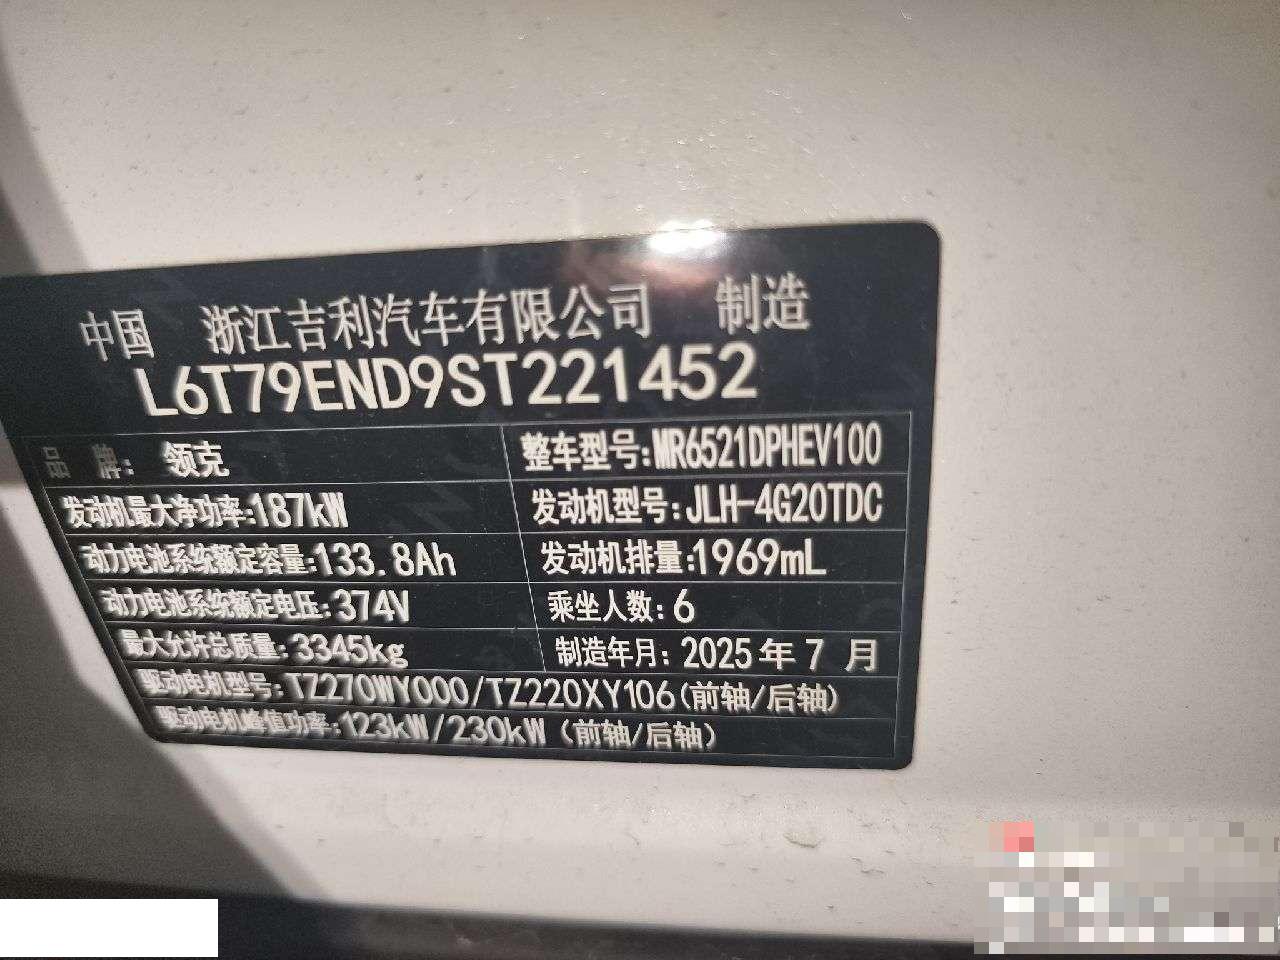 中国 浙江吉利汽车有限公司 制造
L6T79END9ST221452
品 牌: 领克 整车型号:MR6521DPHEV100
发动机最大净功率:187kW 发动机型号:JLH-4G20TDC
动力电池系统额定容量:133.8Ah 发动机排量:1969mL
动力电池系统额定电压:374V 乘坐人数:6
最大允许总质量:3345kg 制造年月:2025年7月
驱动电机型号:TZ270WY000/TZ220XY106(前轴/后轴)
驱动电机峰值功率:123kW/230kW(前轴/后轴)